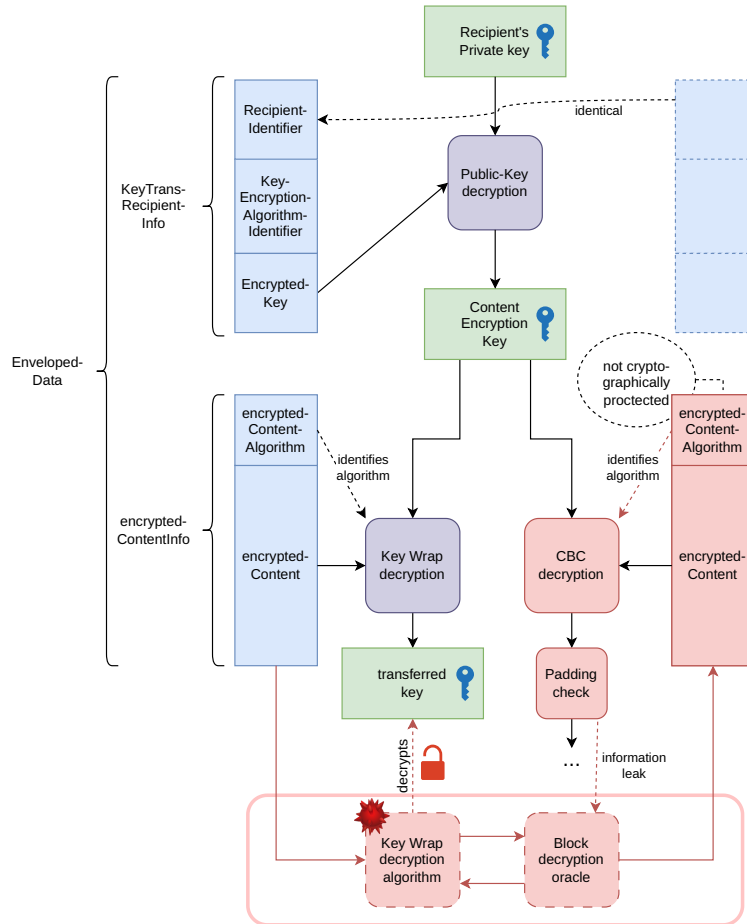 Recipient's
Private key
Recipient-
Identifier
identical
KeyTrans-
Recipient-
Info
Key-
Encryption-
Algorithm-
Identifier
Public-Key
decryption
Encrypted-
Key
Content
Encryption
Key
Enveloped-
Data
not crypto-
graphically
proctected
encrypted-
Content-
Algorithm
encrypted-
Content-
Algorithm
identifies
algorithm
identifies
algorithm
encrypted-
ContentInfo
encrypted-
Content
Key Wrap
decryption
CBC
decryption
encrypted-
Content
transferred
key
Padding
check
...
decrypts
information
leak
Key Wrap
decryption
algorithm
Block
decryption
oracle